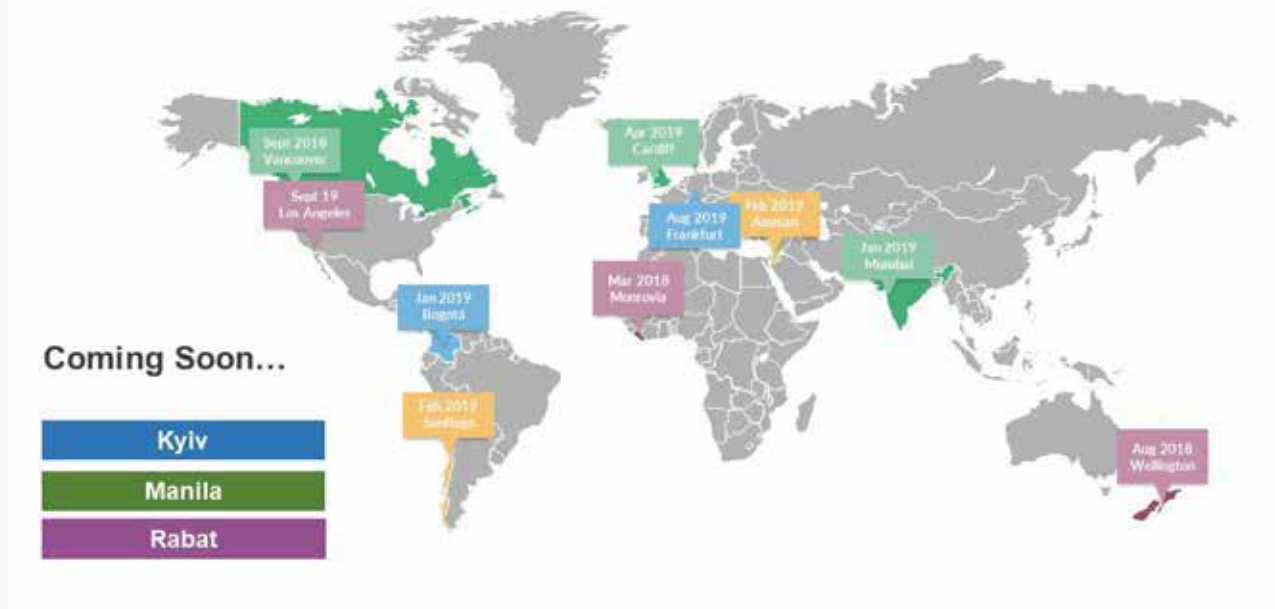 Apr 2019
Cardiff
Sept 2018
Vancouver
Sept 19
Los Angeles
Aug 2019
Frankfurt
Feb 2019
Amman
Jan 2019
Mumbai
Mar 2018
Monrovia
Jan 2019
Bogotá
Coming Soon...
Feb 2019
Santiago
Kyiv
Manila
Rabat
Aug 2018
Wellington